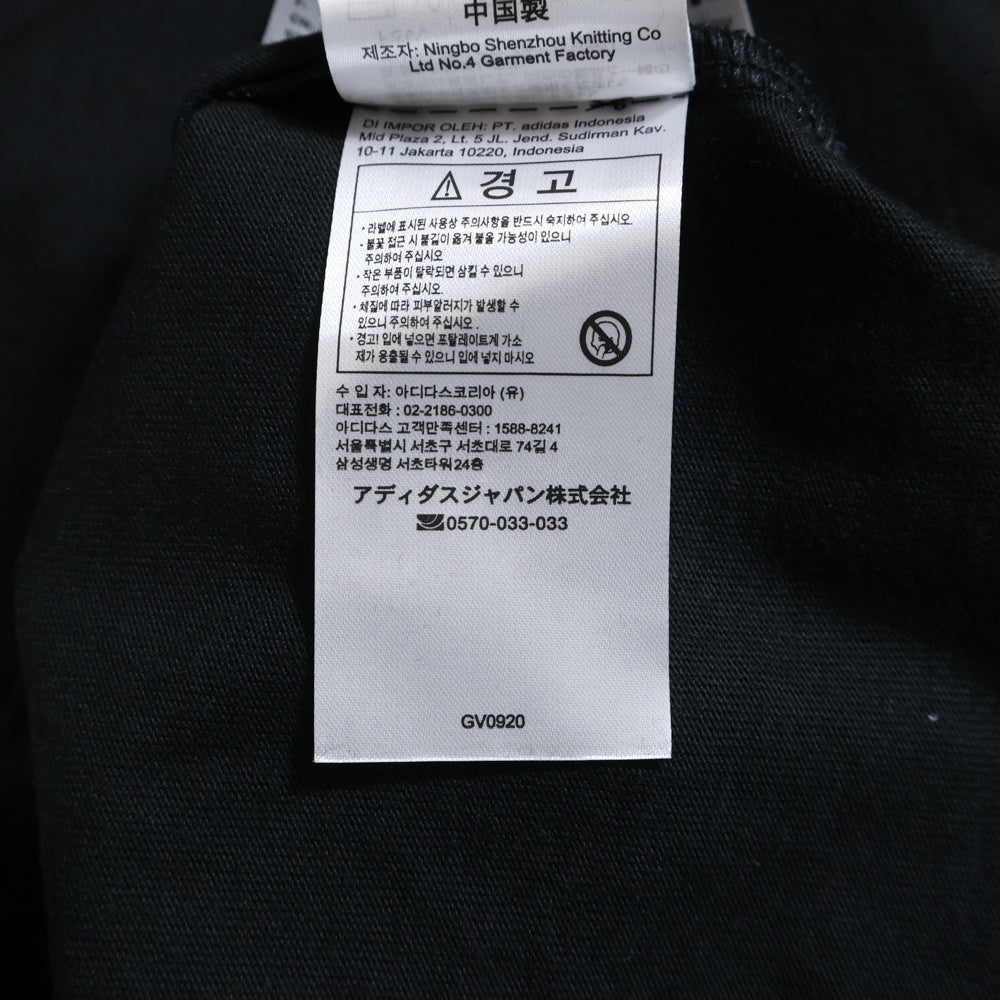 中国製
제조자: Ningbo Shenzhou Knitting Co
Ltd No.4 Garment Factory
DI IMPOR OLEH: PT. adidas Indonesia
Mid Plaza 2, Lt. 5 JL. Jend. Sudirman Kav.
10-11 Jakarta 10220, Indonesia
⚠ 경 고
· 라벨에 표시된 사용상 주의사항을 반드시 숙지하여 주십시오.
· 불꽃 접근 시 불길이 옮겨 붙을 가능성이 있으니
주의하여 주십시오
· 작은 부품이 탈락되면 삼킬 수 있으니
주의하여 주십시오.
· 체질에 따라 피부알러지가 발생할 수
있으니 주의하여 주십시오 .
· 경고! 입에 넣으면 프탈레이트계 가소
제가 용출될 수 있으니 입에 넣지 마시오
수 입 자: 아디다스코리아 (유)
대표전화 : 02-2186-0300
아디다스 고객만족센터 : 1588-8241
서울특별시 서초구 서초대로 74길 4
삼성생명 서초타워 24층
アディダスジャパン株式会社
0570-033-033
GV0920